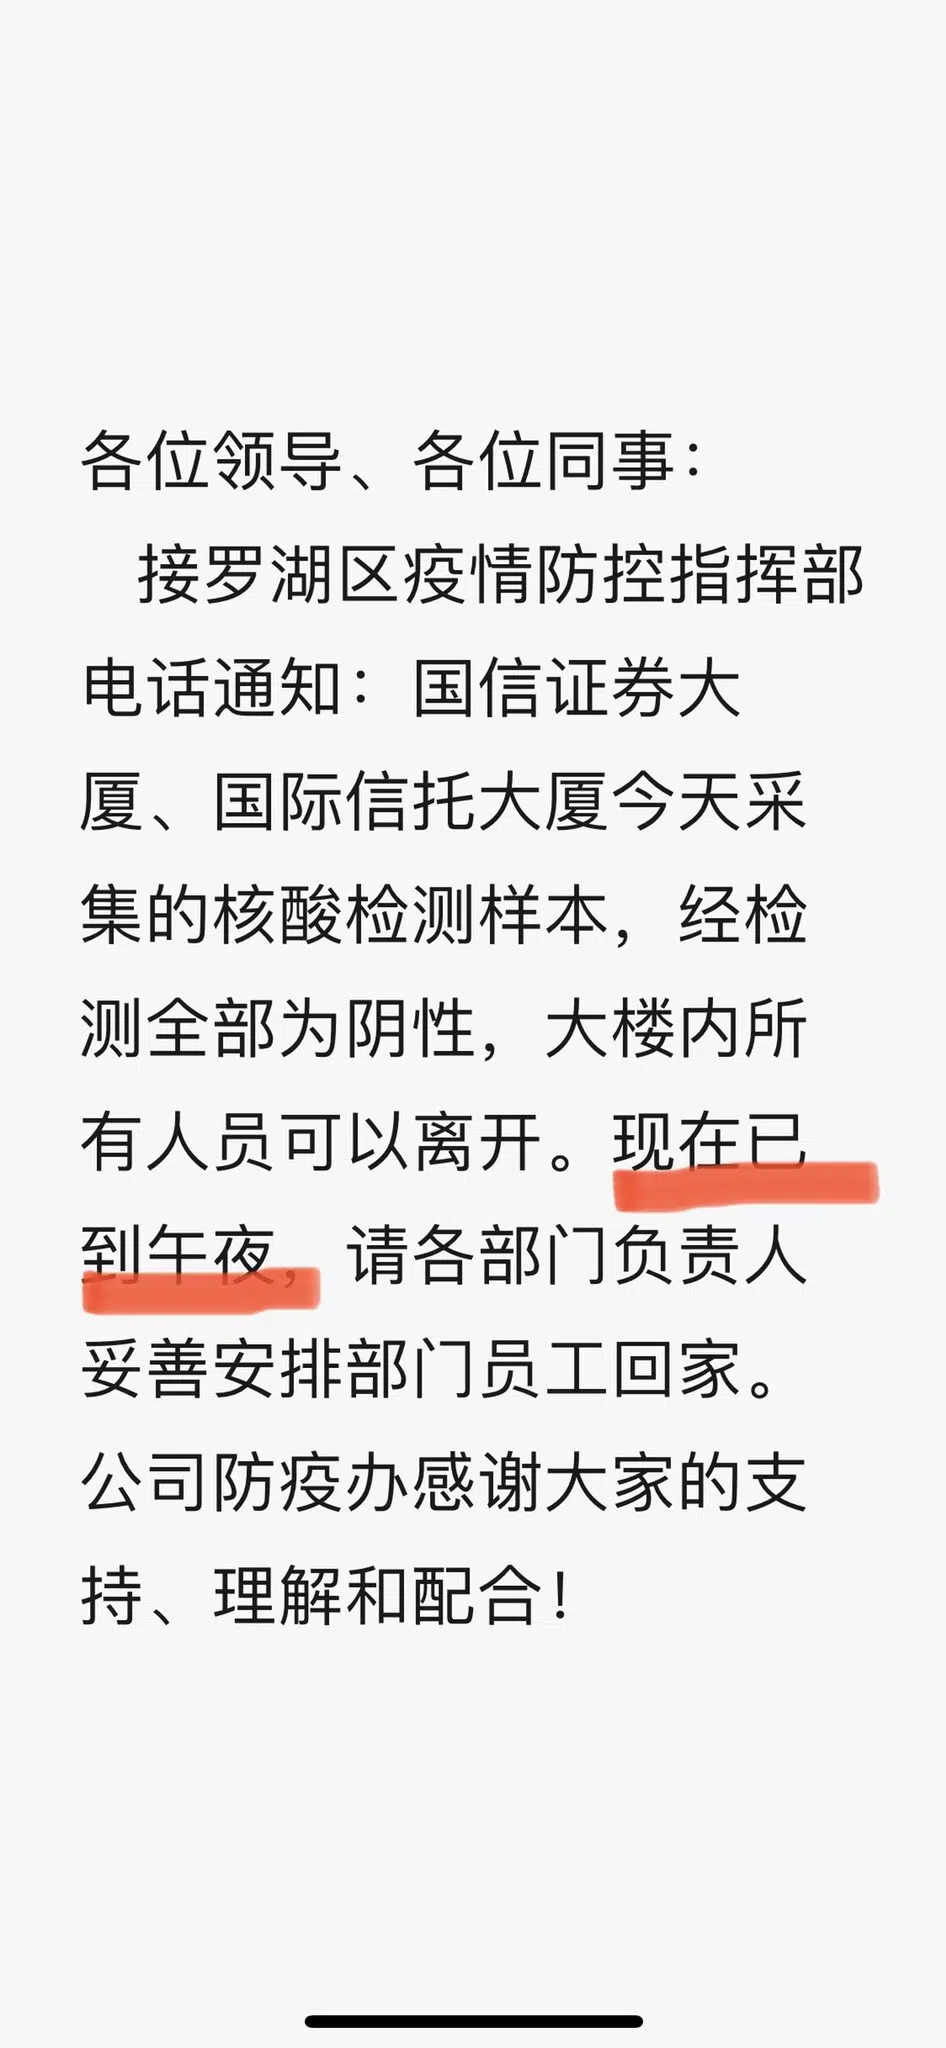 各位领导、各位同事：
接罗湖区疫情防控指挥部
电话通知：国信证券大
厦、国际信托大厦今天采
集的核酸检测样本，经检
测全部为阴性，大楼内所
有人员可以离开。现在已
到午夜，请各部门负责人
妥善安排部门员工回家。
公司防疫办感谢大家的支
持、理解和配合！